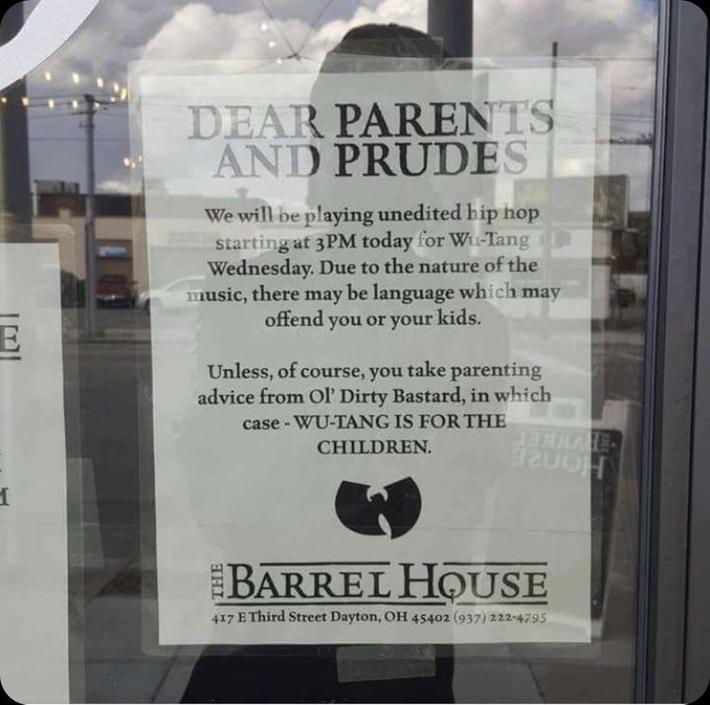 DEAR PARENTS
AND PRUDES
We will be playing unedited hip hop
starting at 3PM today for Wu-Tang
Wednesday. Due to the nature of the
music, there may be language which may
offend you or your kids.
Unless, of course, you take parenting
advice from Ol' Dirty Bastard, in which
case - WU-TANG IS FOR THE
CHILDREN.
THE BARREL HOUSE
417 E Third Street Dayton, OH 45402 (937) 222-4795
E
M
THE BARREL
HOUSE